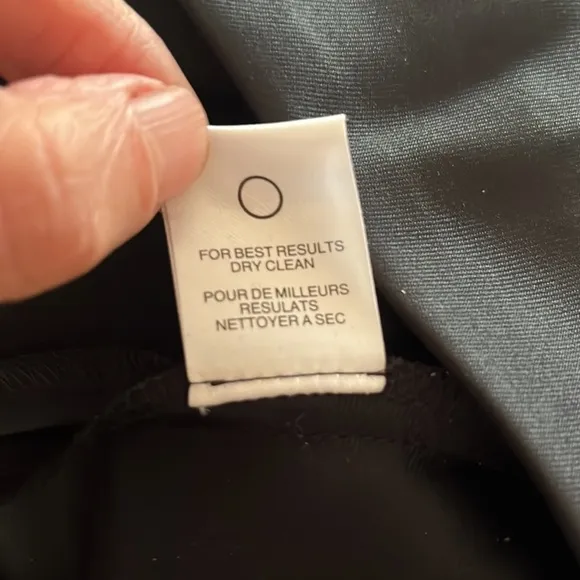 FOR BEST RESULTS
DRY CLEAN
POUR DE MILLEURS
RESULATS
NETTOYER A SEC